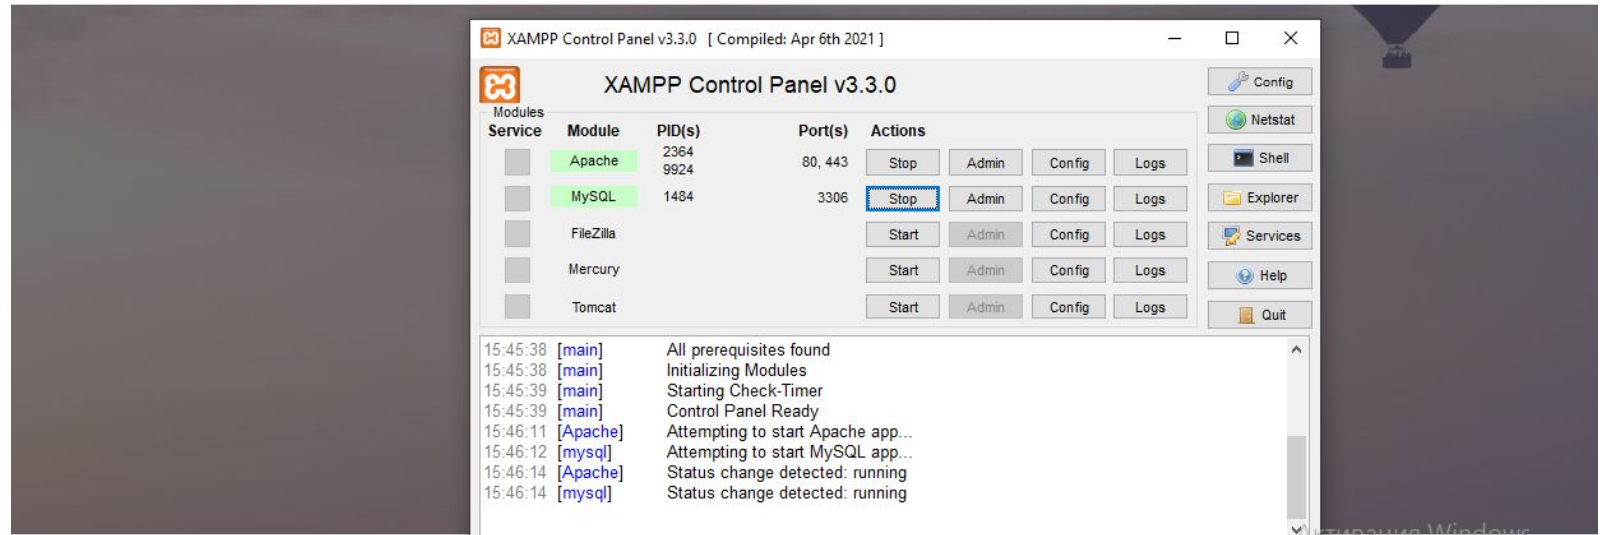 XAMPP Control Panel v3.3.0 [ Compiled: Apr 6th 2021 ]
XAMPP Control Panel v3.3.0
Config
Modules
Service Module PID(s) Port(s) Actions
Netstat
Apache 2364 9924 80, 443 Stop Admin Config Logs
Shell
MySQL 1484 3306 Stop Admin Config Logs
Explorer
FileZilla Start Admin Config Logs
Services
Mercury Start Admin Config Logs
Help
Tomcat Start Admin Config Logs
Quit
15:45:38 [main] All prerequisites found
15:45:38 [main] Initializing Modules
15:45:39 [main] Starting Check-Timer
15:45:39 [main] Control Panel Ready
15:46:11 [Apache] Attempting to start Apache app...
15:46:12 [mysql] Attempting to start MySQL app...
15:46:14 [Apache] Status change detected: running
15:46:14 [mysql] Status change detected: running
Активация Windows